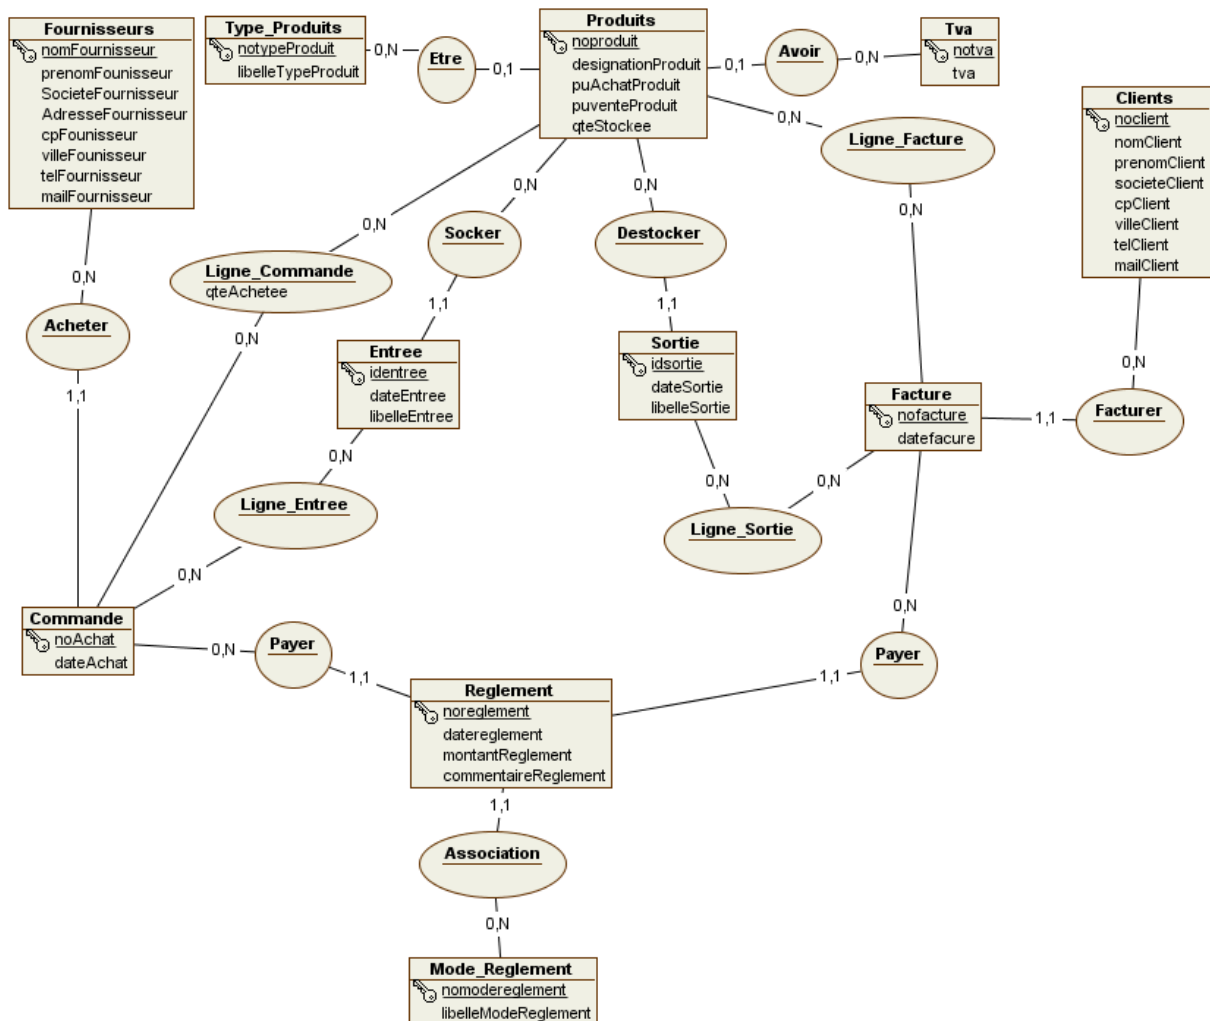 Fournisseurs
nomFournisseur
prenomFounisseur
SocieteFournisseur
AdresseFournisseur
cpFounisseur
villeFounisseur
telFournisseur
mailFournisseur
Type_Produits
notypeProduit
libelleTypeProduit
0,N
Etre
0,1
Produits
noproduit
designationProduit
puAchatProduit
puventeProduit
qteStockee
0,1
Avoir
0,N
Tva
notva
tva
Clients
noclient
nomClient
prenomClient
societeClient
cpClient
villeClient
telClient
mailClient
0,N
Ligne_Facture
0,N
0,N
0,N
0,N
0,N
Socker
Destocker
Ligne_Commande
qteAchetee
0,N
Acheter
1,1
0,N
1,1
1,1
Entree
identree
dateEntree
libelleEntree
Sortie
idsortie
dateSortie
libelleSortie
0,N
Facture
nofacture
datefacure
1,1
Facturer
0,N
Ligne_Entree
0,N
0,N
0,N
Ligne_Sortie
0,N
Commande
noAchat
dateAchat
0,N
Payer
1,1
0,N
Payer
1,1
Reglement
noreglement
datereglement
montantReglement
commentaireReglement
1,1
Association
0,N
Mode_Reglement
nomodereglement
libelleModeReglement